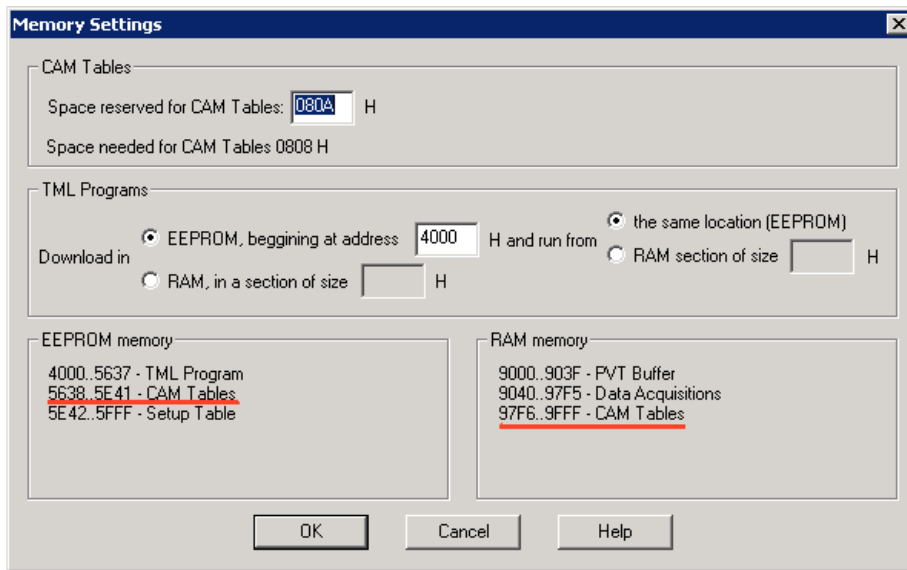 Memory Settings
CAM Tables
Space reserved for CAM Tables: 080A H
Space needed for CAM Tables 0808 H
TML Programs
Download in
EEPROM, beggining at address 4000 H and run from
the same location (EEPROM)
RAM section of size H
RAM, in a section of size H
EEPROM memory
4000..5637 - TML Program
5638..5E41 - CAM Tables
5E42..5FFF - Setup Table
RAM memory
9000..903F - PVT Buffer
9040..97F5 - Data Acquisitions
97F6..9FFF - CAM Tables
OK Cancel Help